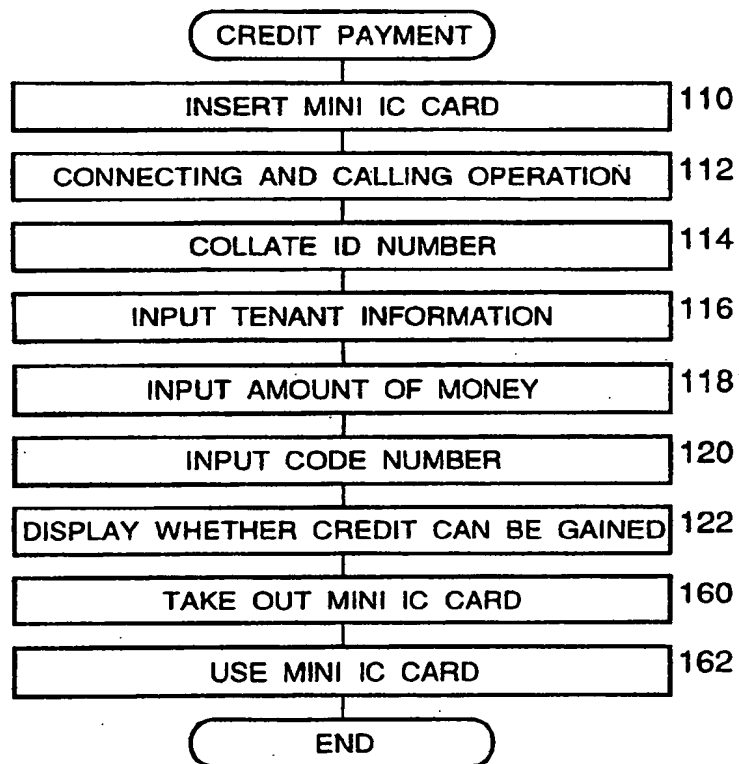 CREDIT PAYMENT
INSERT MINI IC CARD 110
CONNECTING AND CALLING OPERATION 112
COLLATE ID NUMBER 114
INPUT TENANT INFORMATION 116
INPUT AMOUNT OF MONEY 118
INPUT CODE NUMBER 120
DISPLAY WHETHER CREDIT CAN BE GAINED 122
TAKE OUT MINI IC CARD 160
USE MINI IC CARD 162
END